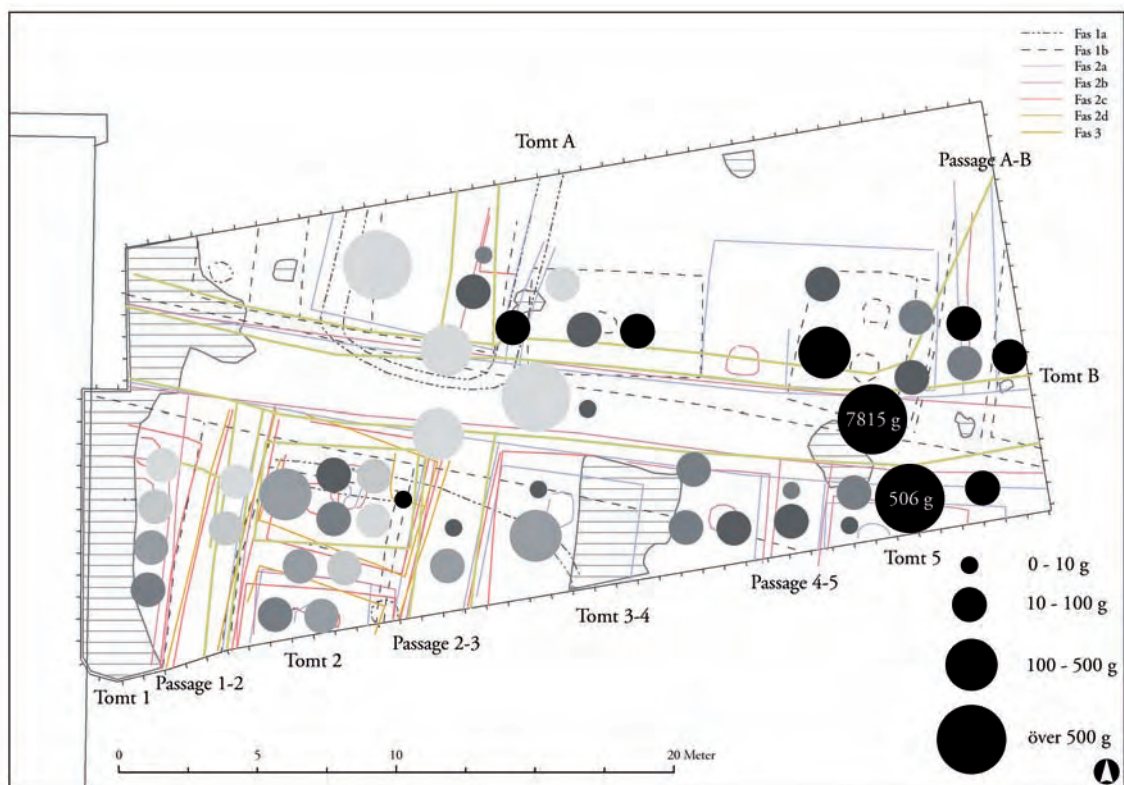 Fas 1a
Fas 1b
Fas 2a
Fas 2b
Fas 2c
Fas 2d
Fas 3
Tomt A
Passage A-B
Tomt B
7815 g
506 g
Tomt 5
Passage 4-5
Tomt 3-4
Passage 2-3
Tomt 2
Passage 1-2
Tomt 1
0 - 10 g
10 - 100 g
100 - 500 g
över 500 g
0 5 10 20 Meter